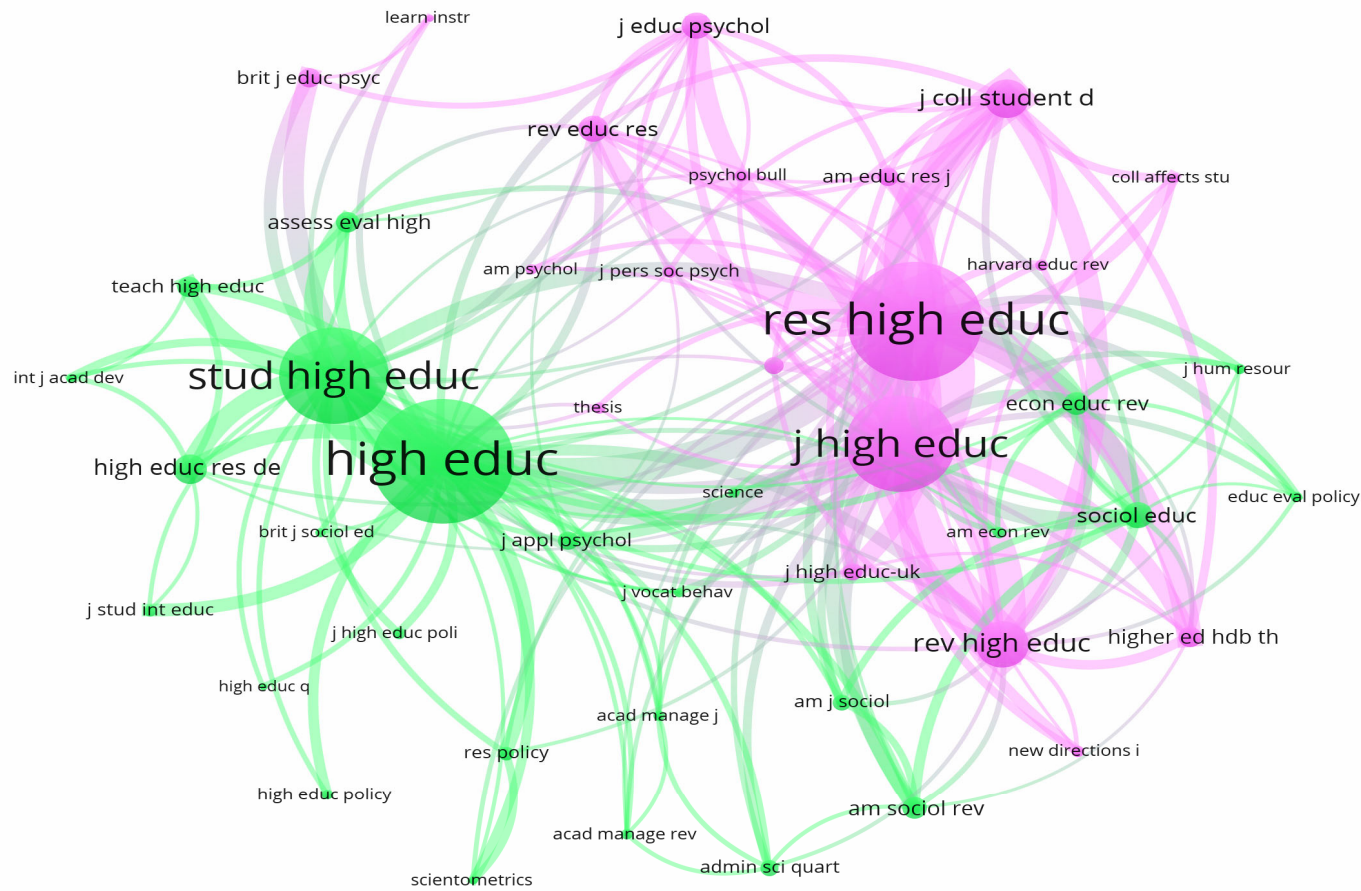 learn instr
j educ psychol
brit j educ psyc
j coll student d
rev educ res
psychol bull
am educ res j
coll affects stu
assess eval high
am psychol
j pers soc psych
harvard educ rev
teach high educ
res high educ
int j acad dev
stud high educ
j hum resour
thesis
econ educ rev
j high educ
high educ res de
high educ
science
educ eval policy
sociol educ
brit j sociol ed
j appl psychol
am econ rev
j high educ-uk
j vocat behav
j stud int educ
j high educ poli
rev high educ
higher ed hdb th
high educ q
acad manage j
am j sociol
res policy
new directions i
high educ policy
am sociol rev
acad manage rev
admin sci quart
scientometrics